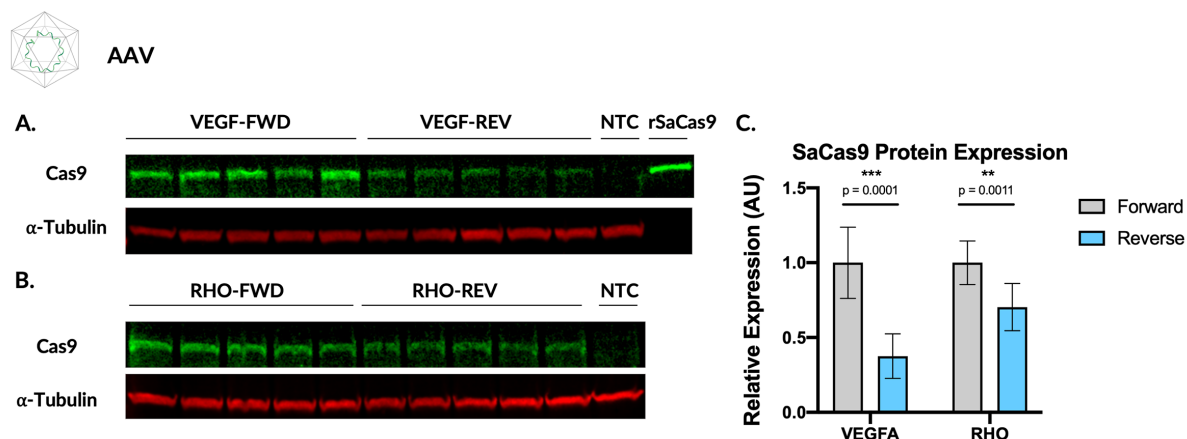 AAV
A.
VEGF-FWD VEGF-REV NTC rSaCas9
Cas9
α-Tubulin
B.
RHO-FWD RHO-REV NTC
Cas9
α-Tubulin
C.
SaCas9 Protein Expression
*** **
p = 0.0001 p = 0.0011
Relative Expression (AU)
1.5
1.0
0.5
0.0
VEGFA RHO
Forward
Reverse